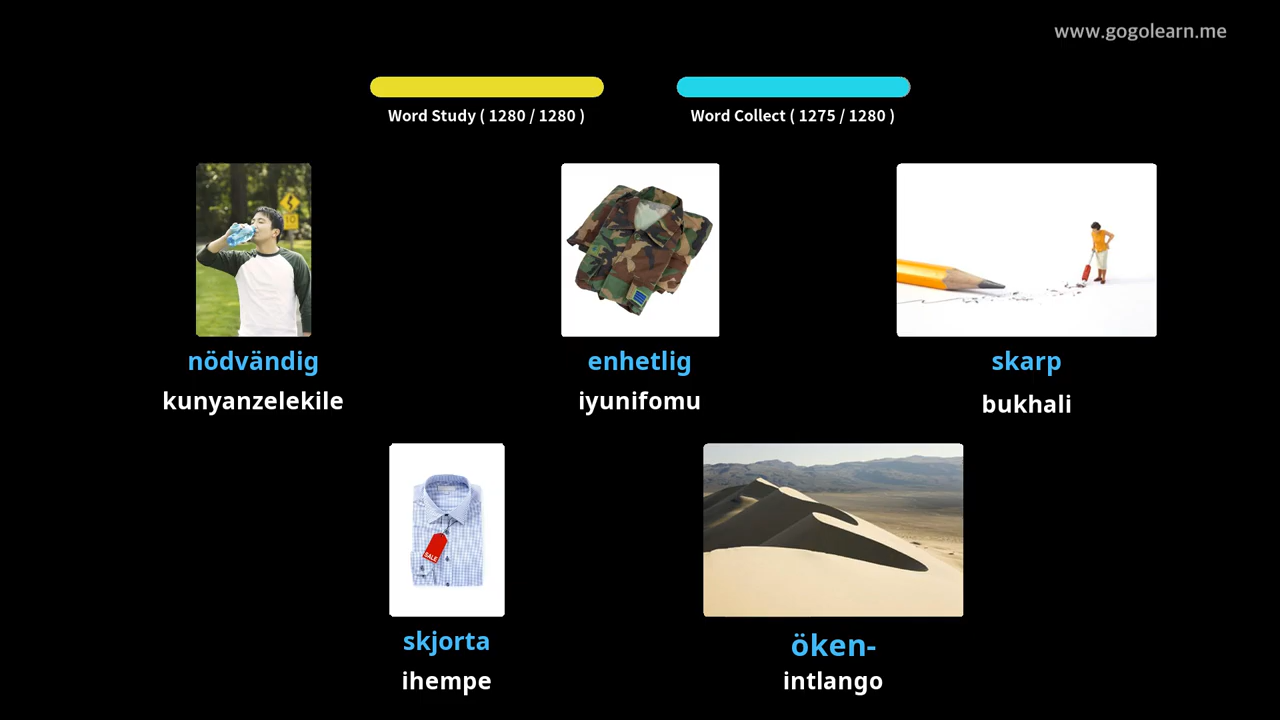 www.gogolearn.me
Word Study ( 1280 / 1280 )
Word Collect ( 1275 / 1280 )
nödvändig
kunyanzelekile
enhetlig
iyunifomu
skarp
bukhali
SALE
skjorta
ihempe
öken-
intlango